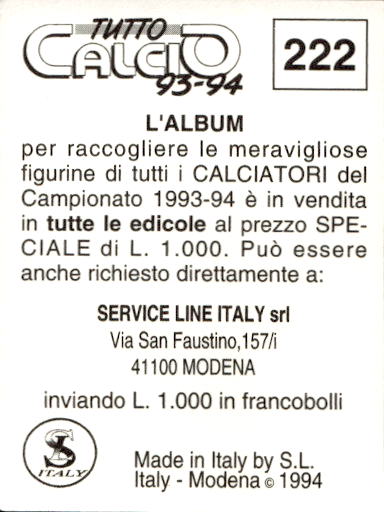 TUTTO
CALCIO
93-94
222
L'ALBUM
per raccogliere le meravigliose
figurine di tutti i CALCIATORI del
Campionato 1993-94 è in vendita
in tutte le edicole al prezzo SPE-
CIALE di L. 1.000. Può essere
anche richiesto direttamente a:
SERVICE LINE ITALY srl
Via San Faustino,157/i
41100 MODENA
inviando L. 1.000 in francobolli
SL
ITALY
Made in Italy by S.L.
Italy - Modena © 1994